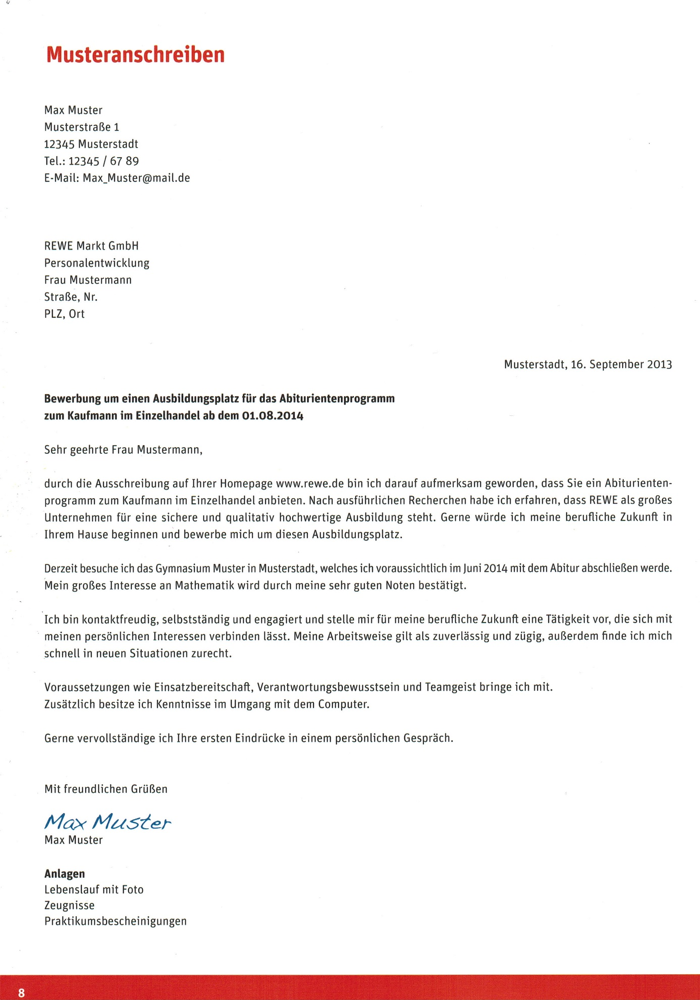 Musteranschreiben
Max Muster
Musterstraße 1
12345 Musterstadt
Tel.: 12345 / 67 89
E-Mail: Max_Muster@mail.de
REWE Markt GmbH
Personalentwicklung
Frau Mustermann
Straße, Nr.
PLZ, Ort
Musterstadt, 16. September 2013
Bewerbung um einen Ausbildungsplatz für das Abiturientenprogramm
zum Kaufmann im Einzelhandel ab dem 01.08.2014
Sehr geehrte Frau Mustermann,
durch die Ausschreibung auf Ihrer Homepage www.rewe.de bin ich darauf aufmerksam geworden, dass Sie ein Abiturienten-
programm zum Kaufmann im Einzelhandel anbieten. Nach ausführlichen Recherchen habe ich erfahren, dass REWE als großes
Unternehmen für eine sichere und qualitativ hochwertige Ausbildung steht. Gerne würde ich meine berufliche Zukunft in
Ihrem Hause beginnen und bewerbe mich um diesen Ausbildungsplatz.
Derzeit besuche ich das Gymnasium Muster in Musterstadt, welches ich voraussichtlich im Juni 2014 mit dem Abitur abschließen werde.
Mein großes Interesse an Mathematik wird durch meine sehr guten Noten bestätigt.
Ich bin kontaktfreudig, selbstständig und engagiert und stelle mir für meine berufliche Zukunft eine Tätigkeit vor, die sich mit
meinen persönlichen Interessen verbinden lässt. Meine Arbeitsweise gilt als zuverlässig und zügig, außerdem finde ich mich
schnell in neuen Situationen zurecht.
Voraussetzungen wie Einsatzbereitschaft, Verantwortungsbewusstsein und Teamgeist bringe ich mit.
Zusätzlich besitze ich Kenntnisse im Umgang mit dem Computer.
Gerne vervollständige ich Ihre ersten Eindrücke in einem persönlichen Gespräch.
Mit freundlichen Grüßen
Max Muster
Max Muster
Anlagen
Lebenslauf mit Foto
Zeugnisse
Praktikumsbescheinigungen
8